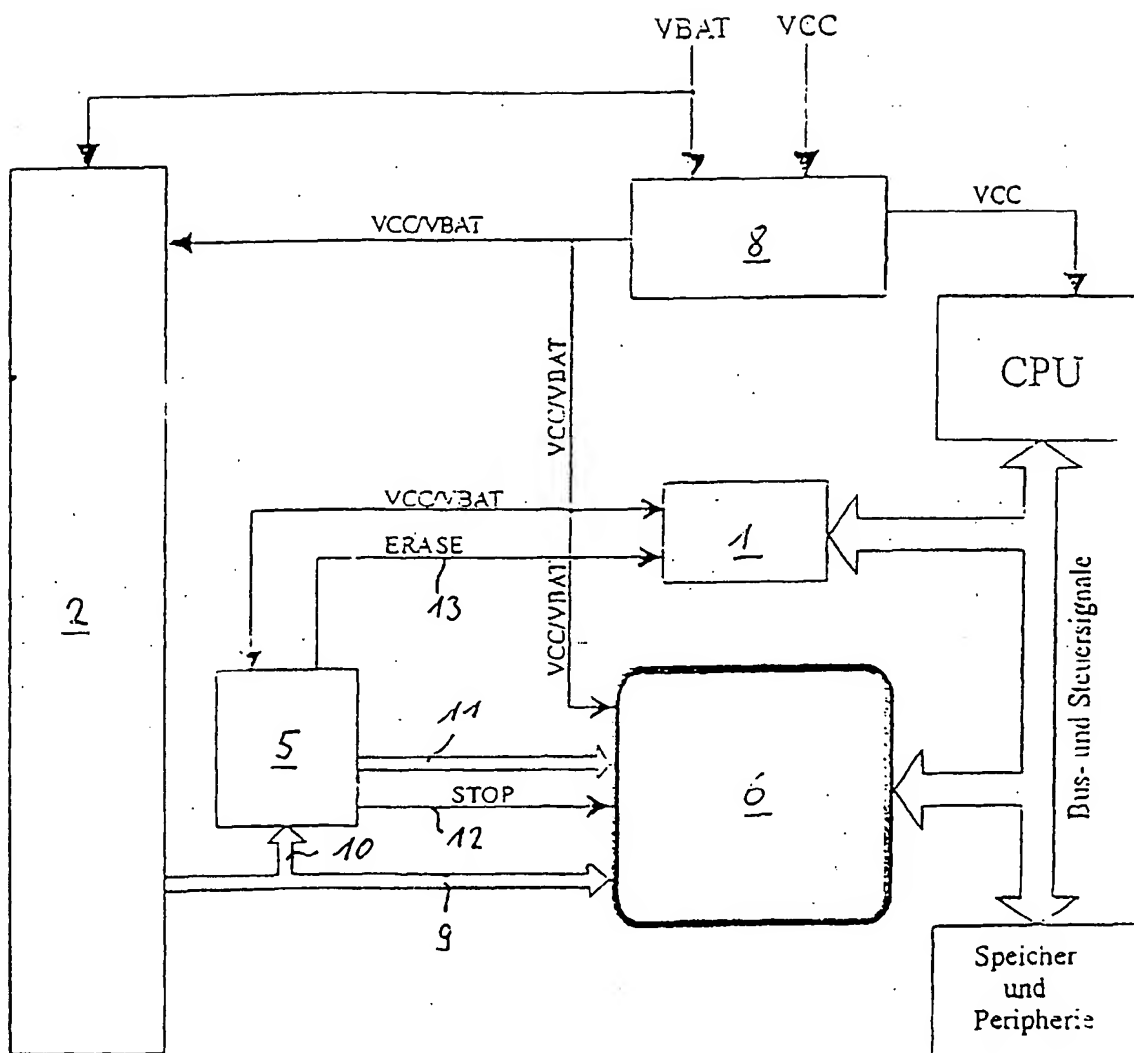 VBAT VCC
VCC
VCC/VBAT
8
CPU
VCC/VBAT
VCC/VBAT
1
ERASE
13
VCC/VBAT
2
Bus- und Steuersignale
11
5
6
STOP
12
10
9
Speicher
und
Peripherie